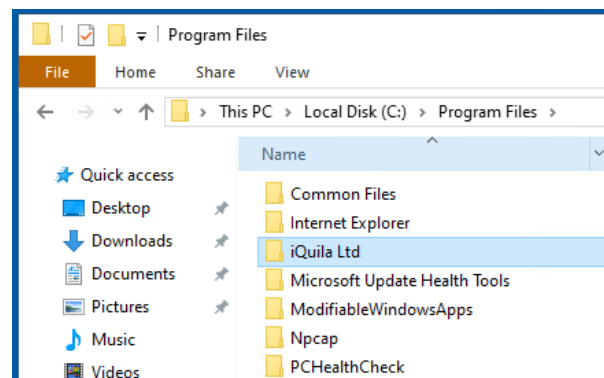 Program Files
File Home Share View
This PC > Local Disk (C:) > Program Files >
Name
Quick access
Desktop
Downloads
Documents
Pictures
Music
Videos
Common Files
Internet Explorer
iQuila Ltd
Microsoft Update Health Tools
ModifiableWindowsApps
Npcap
PCHealthCheck